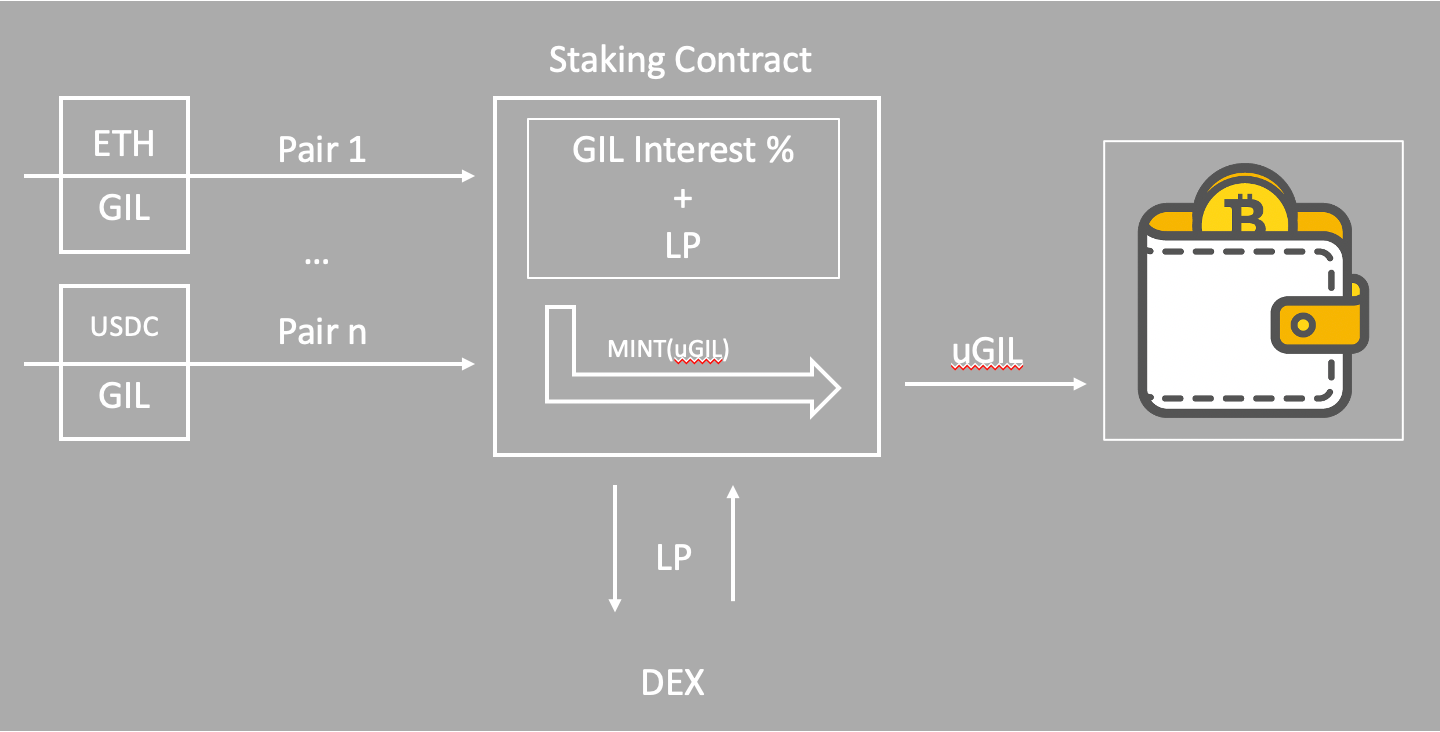 Staking Contract
ETH
GIL
Pair 1
...
USDC
GIL
Pair n
GIL Interest %
+
LP
MINT(uGIL)
uGIL
LP
DEX